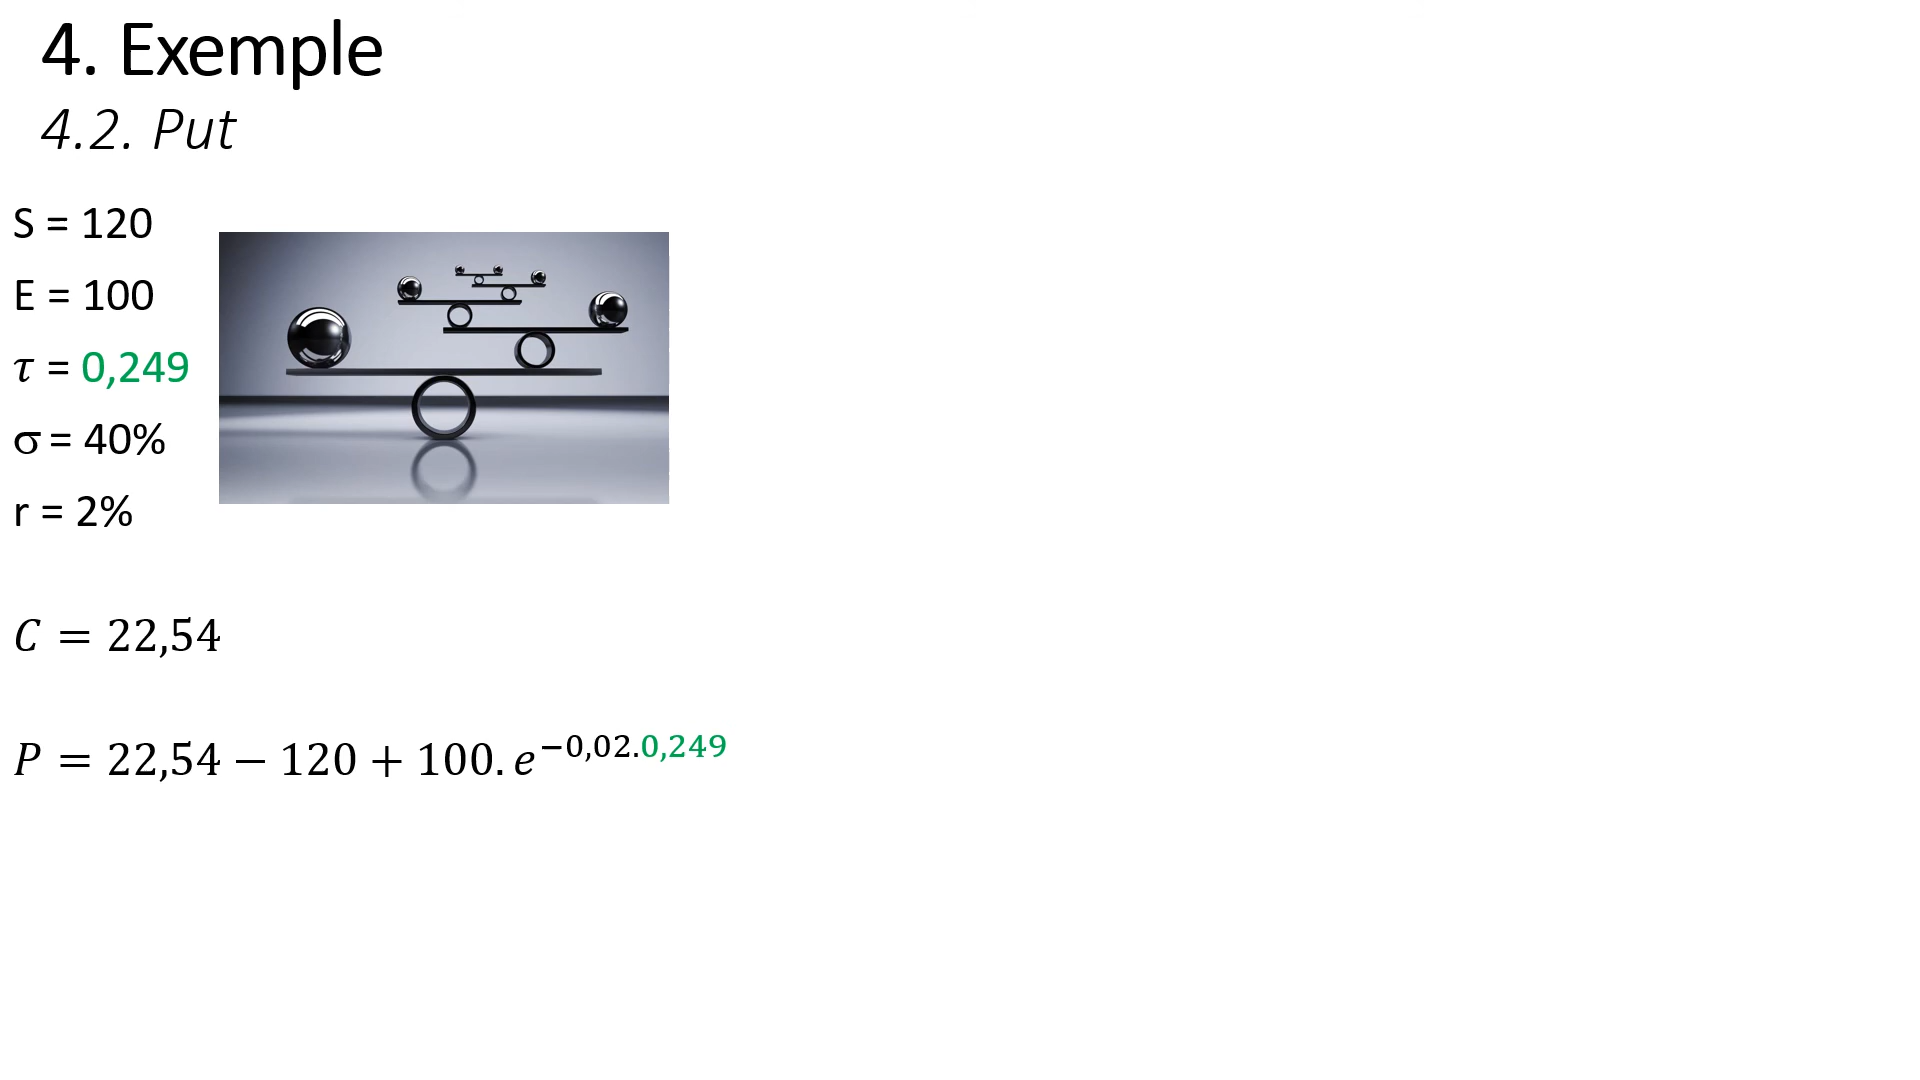 4. Exemple
4.2. Put
S = 120
E = 100
τ = 0,249
σ = 40%
r = 2%
C = 22,54
P = 22,54 − 120 + 100. e^−0,02.0,249